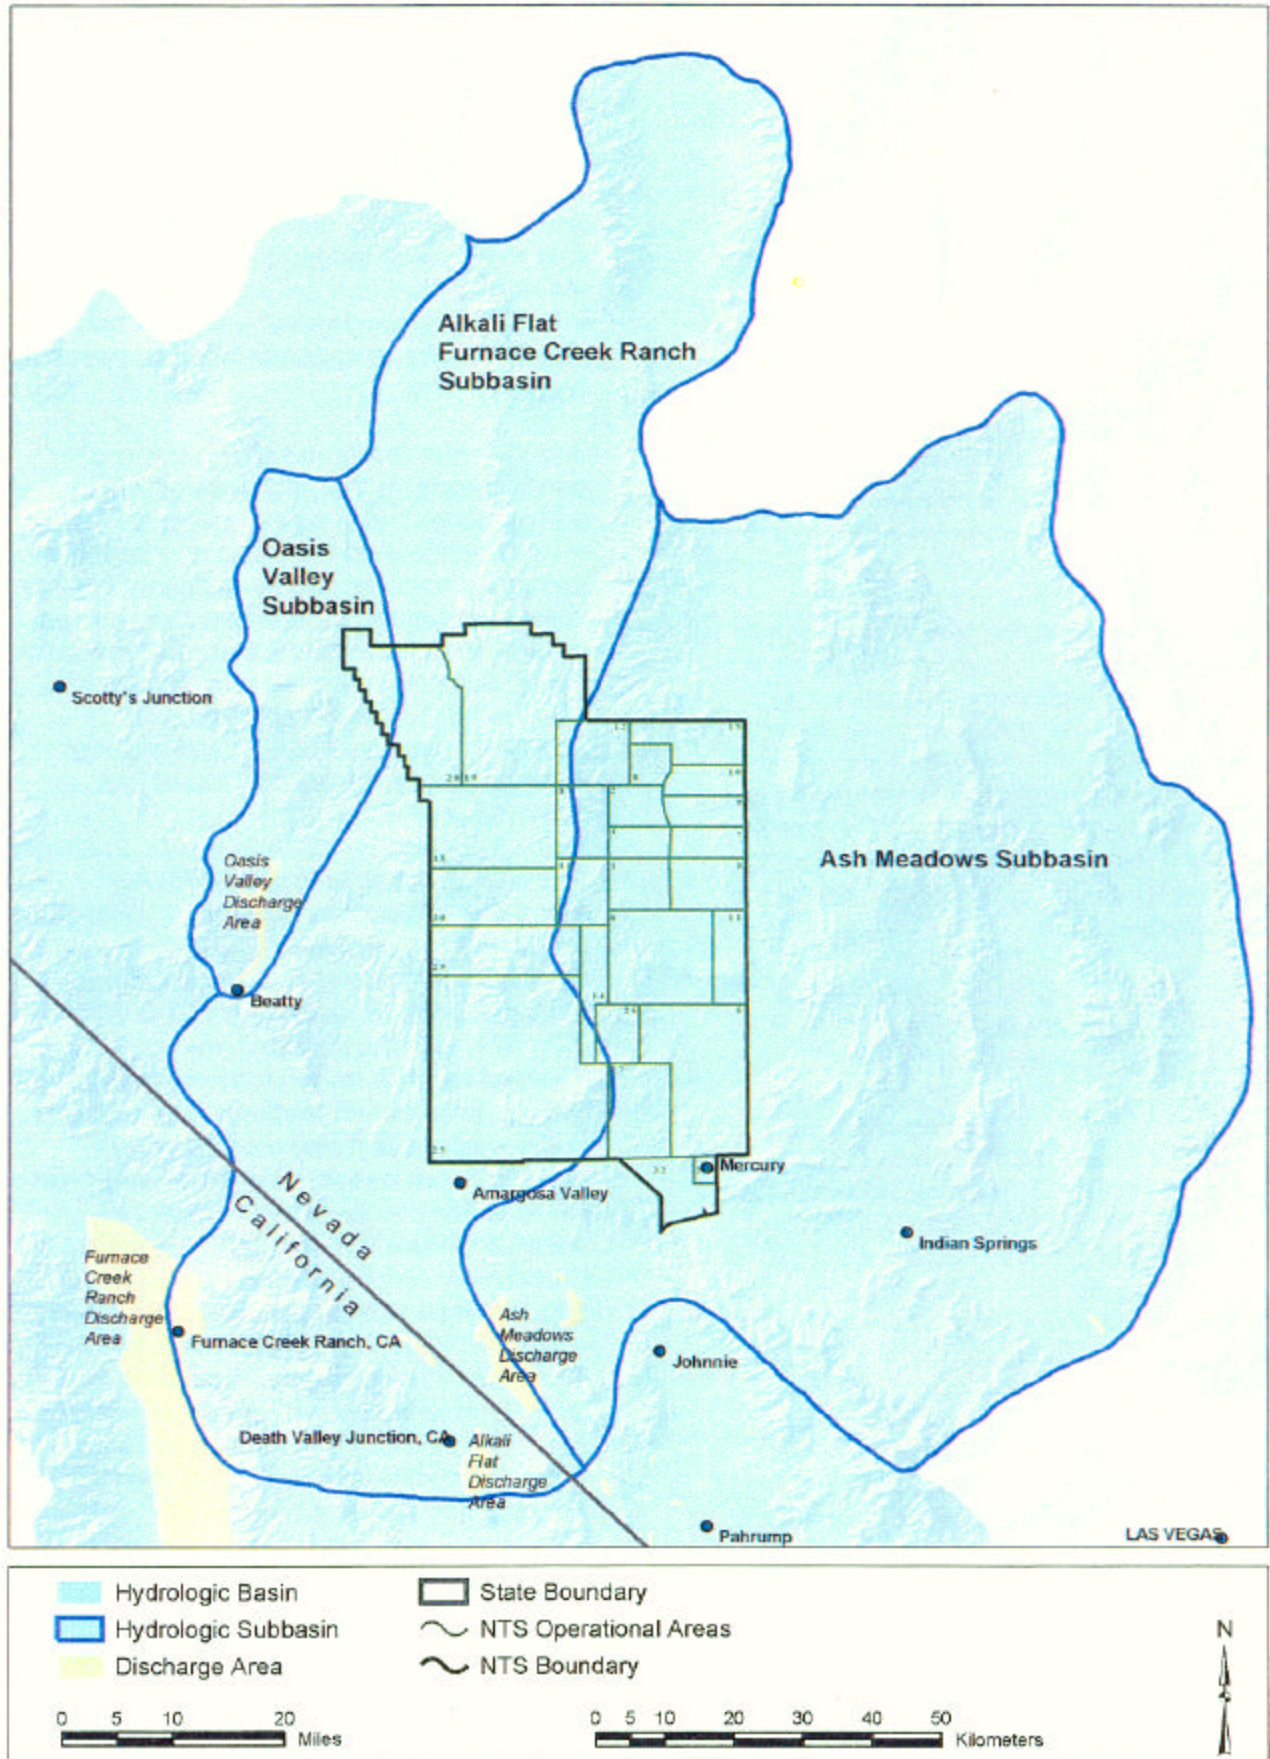 Alkali Flat
Furnace Creek Ranch
Subbasin
Oasis
Valley
Subbasin
Scotty's Junction
Ash Meadows Subbasin
Oasis
Valley
Discharge
Area
Beatty
Mercury
Amargosa Valley
Nevada
California
Indian Springs
Furnace
Creek
Ranch
Discharge
Area
Furnace Creek Ranch, CA
Ash
Meadows
Discharge
Area
Johnnie
Death Valley Junction, CA
Alkali
Flat
Discharge
Area
Pahrump
LAS VEGAS
Hydrologic Basin
Hydrologic Subbasin
Discharge Area
State Boundary
NTS Operational Areas
NTS Boundary
N
0 5 10 20
Miles
0 5 10 20 30 40 50
Kilometers